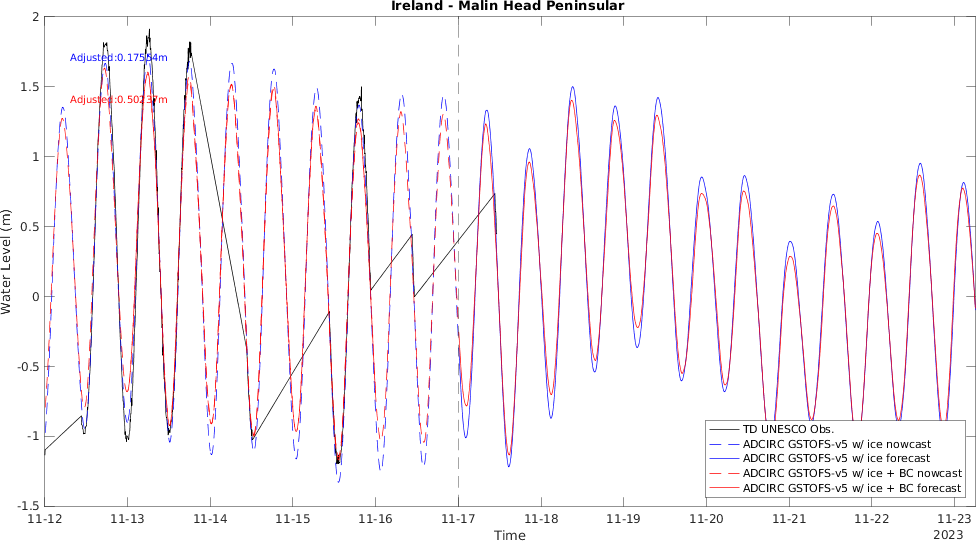 Ireland - Malin Head Peninsular
2
1.5
1
0.5
0
-0.5
-1
-1.5
Water Level (m)
Adjusted:0.17554m
Adjusted:0.50237m
TD UNESCO Obs.
ADCIRC GSTOFS-v5 w/ ice nowcast
ADCIRC GSTOFS-v5 w/ ice forecast
ADCIRC GSTOFS-v5 w/ ice + BC nowcast
ADCIRC GSTOFS-v5 w/ ice + BC forecast
11-12 11-13 11-14 11-15 11-16 11-17 11-18 11-19 11-20 11-21 11-22 11-23
Time
2023